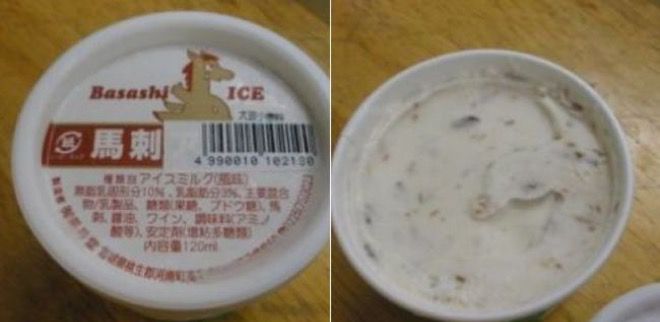 Basashi ICE
馬刺
4 990010 102130
種類別アイスミルク(風味)
無脂乳固形分10%、乳脂肪分3%、主要混合
物/乳製品、糖類(果糖、ブドウ糖)、馬
刺、醤油、ワイン、調味料(アミノ
酸等)、安定剤(増粘多糖類)
内容量120ml